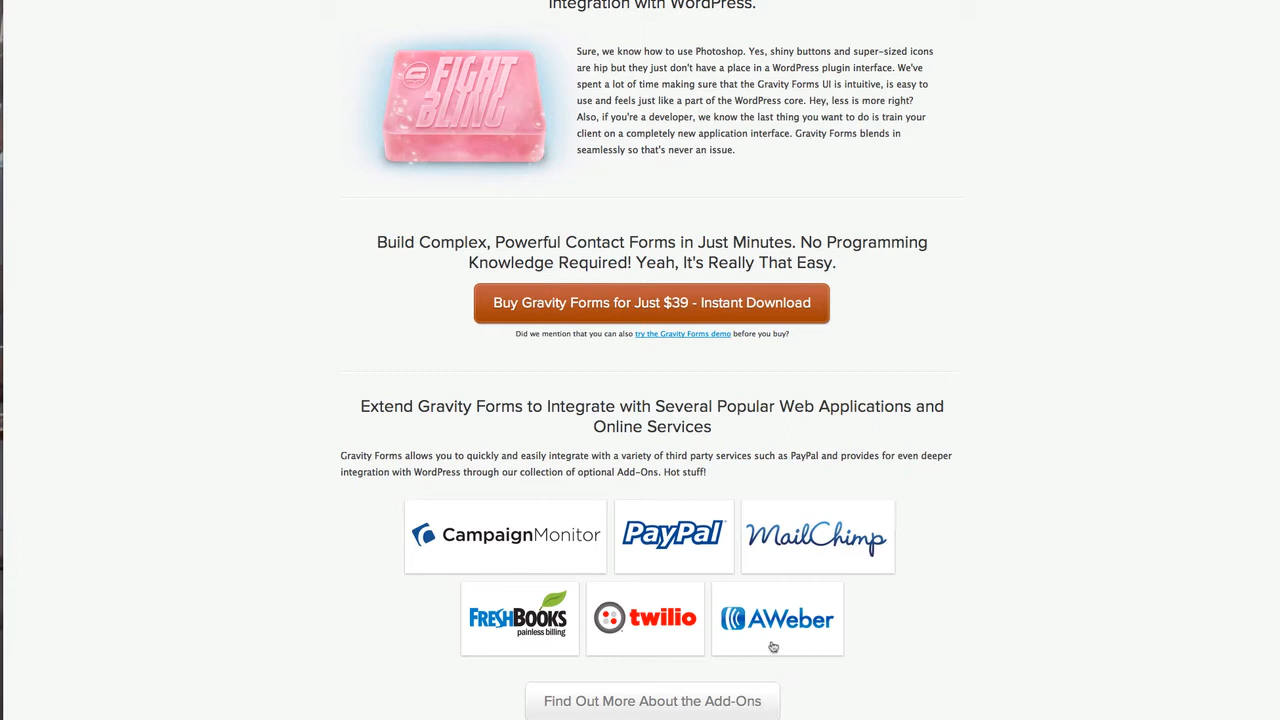 Integration with WordPress.
FIGHT
BLING
Sure, we know how to use Photoshop. Yes, shiny buttons and super-sized icons
are hip but they just don't have a place in a WordPress plugin interface. We've
spent a lot of time making sure that the Gravity Forms UI is intuitive, is easy to
use and feels just like a part of the WordPress core. Hey, less is more right?
Also, if you're a developer, we know the last thing you want to do is train your
client on a completely new application interface. Gravity Forms blends in
seamlessly so that's never an issue.
Build Complex, Powerful Contact Forms in Just Minutes. No Programming
Knowledge Required! Yeah, It's Really That Easy.
Buy Gravity Forms for Just $39 - Instant Download
Did we mention that you can also try the Gravity Forms demo before you buy?
Extend Gravity Forms to Integrate with Several Popular Web Applications and
Online Services
Gravity Forms allows you to quickly and easily integrate with a variety of third party services such as PayPal and provides for even deeper
integration with WordPress through our collection of optional Add-Ons. Hot stuff!
CampaignMonitor PayPal MailChimp
FRESHBOOKS twilio AWeber
painless billing
Find Out More About the Add-Ons